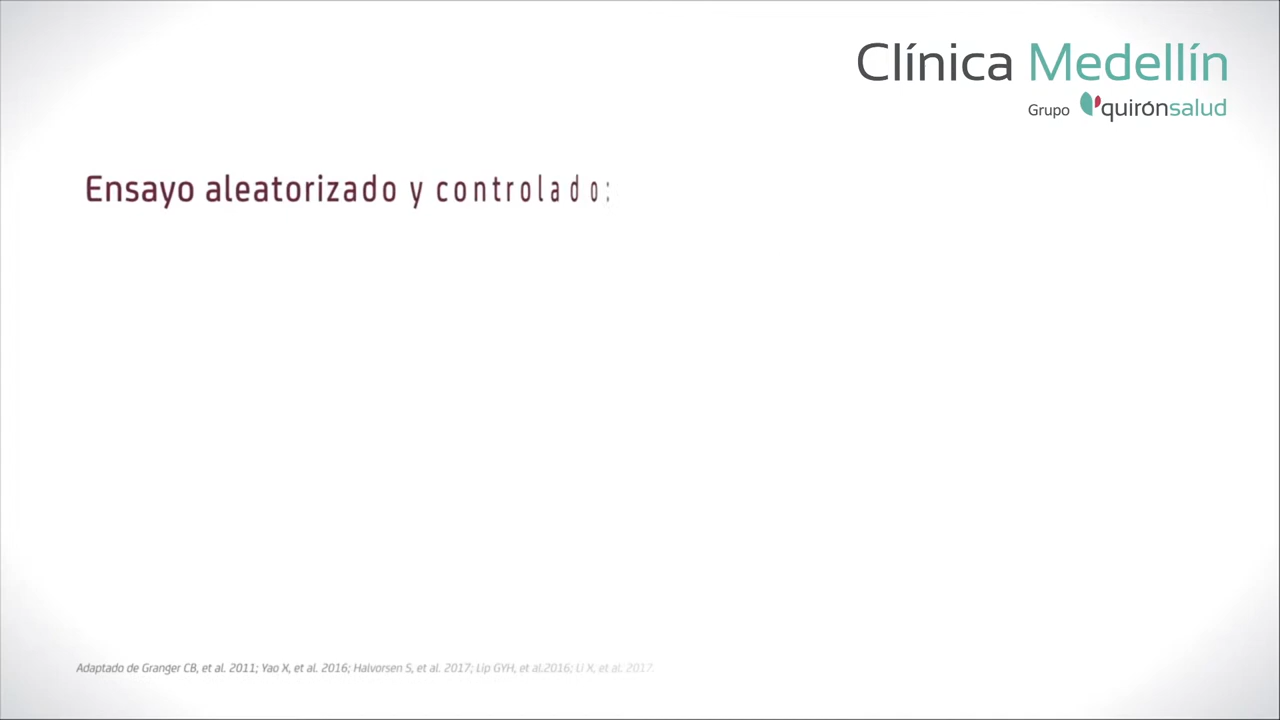 Clínica Medellín
Grupo quirónsalud
Ensayo aleatorizado y controlado:
Adaptado de Granger CB, et al. 2011; Yao X, et al. 2016; Halvorsen S, et al. 2017; Lip GYH, et al.2016; Li X, et al. 2017.